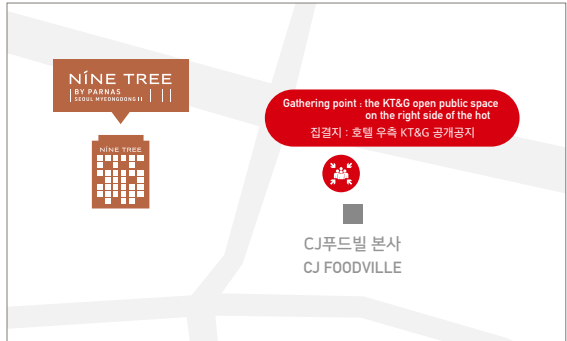 NíNE TREE
BY PARNAS
SEOUL MYEONGDONG II
NÍNE TREE
Gathering point : the KT&G open public space
on the right side of the hot
집결지 : 호텔 우측 KT&G 공개공지
CJ푸드빌 본사
CJ FOODVILLE